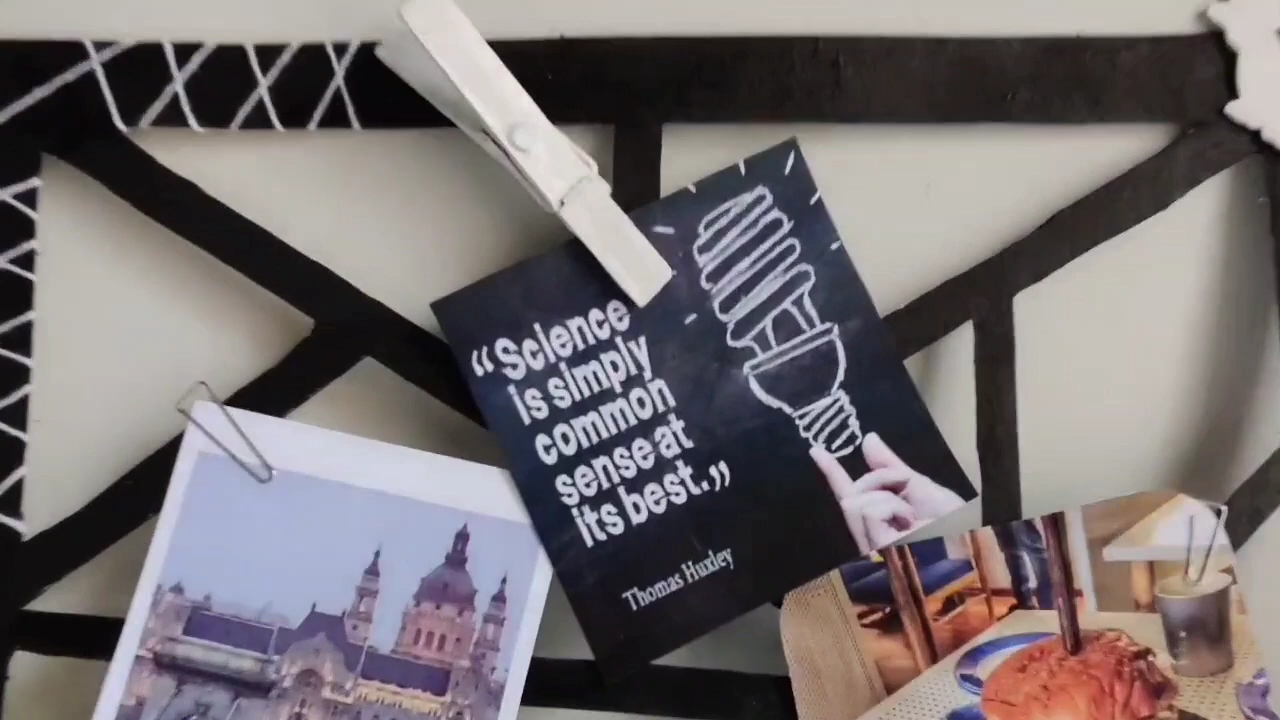 “Science
is simply
common
sense at
its best.”
Thomas Huxley